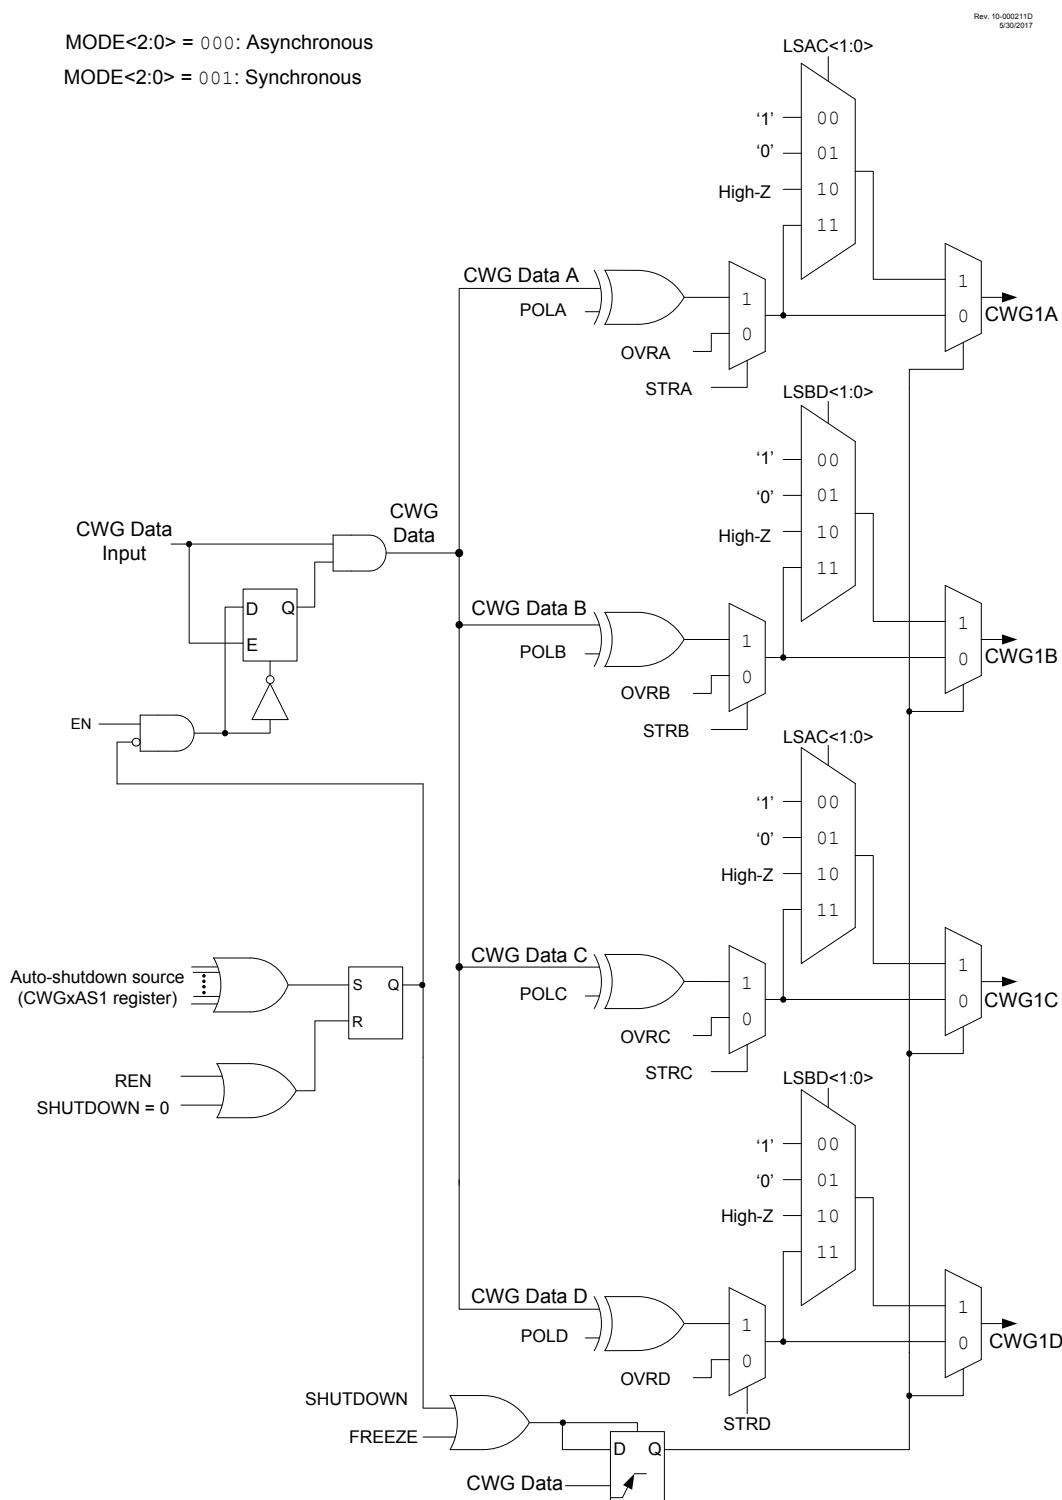 Rev. 10-000211D
5/30/2017
MODE<2:0> = 000: Asynchronous
MODE<2:0> = 001: Synchronous
LSAC<1:0>
'1' 00
'0' 01
High-Z 10
11
CWG Data A
POLA
1
0
OVRA
STRA
1
0
CWG1A
LSBD<1:0>
'1' 00
'0' 01
High-Z 10
11
CWG Data
Input
CWG
Data
D Q
E
EN
CWG Data B
POLB
1
0
OVRB
STRB
1
0
CWG1B
LSAC<1:0>
'1' 00
'0' 01
High-Z 10
11
CWG Data C
POLC
1
0
OVRC
STRC
1
0
CWG1C
Auto-shutdown source
(CWGxAS1 register)
S Q
R
REN
SHUTDOWN = 0
LSBD<1:0>
'1' 00
'0' 01
High-Z 10
11
CWG Data D
POLD
1
0
OVRD
STRD
1
0
CWG1D
SHUTDOWN
FREEZE
D Q
CWG Data